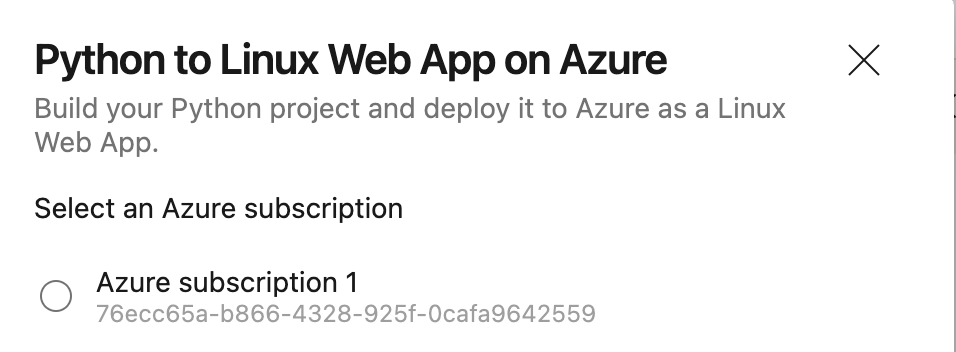 Python to Linux Web App on Azure
Build your Python project and deploy it to Azure as a Linux
Web App.
Select an Azure subscription
Azure subscription 1
76ecc65a-b866-4328-925f-0cafa9642559